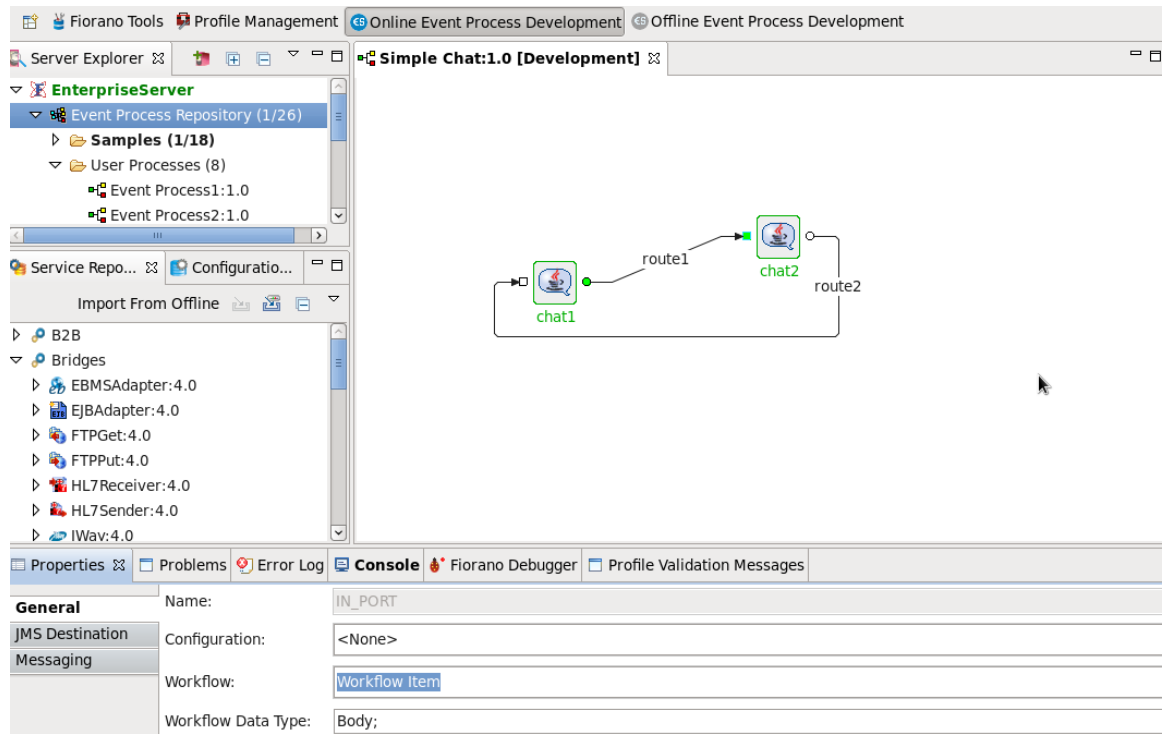 Fiorano Tools Profile Management Online Event Process Development Offline Event Process Development
Server Explorer
EnterpriseServer
Event Process Repository (1/26)
Samples (1/18)
User Processes (8)
Event Process1:1.0
Event Process2:1.0
Service Repo... Configuratio...
Import From Offline
B2B
Bridges
EBMSAdapter:4.0
EJBAdapter:4.0
FTPGet:4.0
FTPPut:4.0
HL7Receiver:4.0
HL7Sender:4.0
IWay:4.0
Simple Chat:1.0 [Development]
route1
chat2
route2
chat1
Properties Problems Error Log Console Fiorano Debugger Profile Validation Messages
General
JMS Destination
Messaging
Name: IN_PORT
Configuration: <None>
Workflow: Workflow Item
Workflow Data Type: Body;